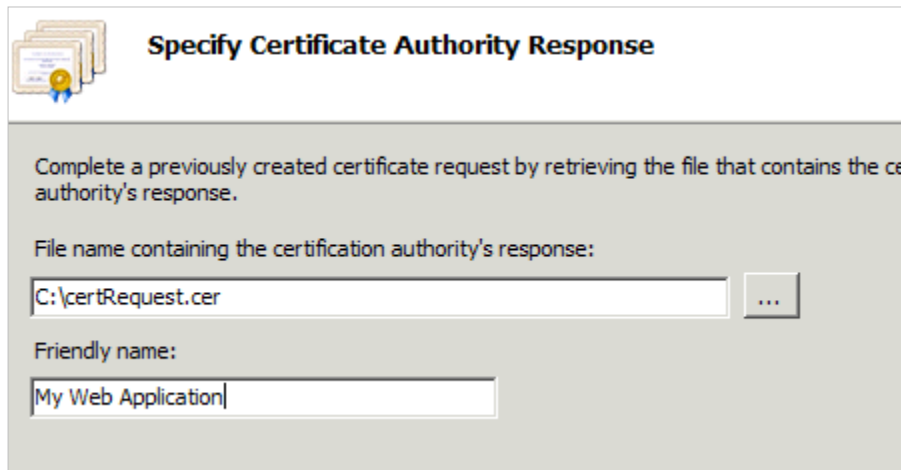 Specify Certificate Authority Response
Complete a previously created certificate request by retrieving the file that contains the
authority's response.
File name containing the certification authority's response:
C:\certRequest.cer
...
Friendly name:
My Web Application